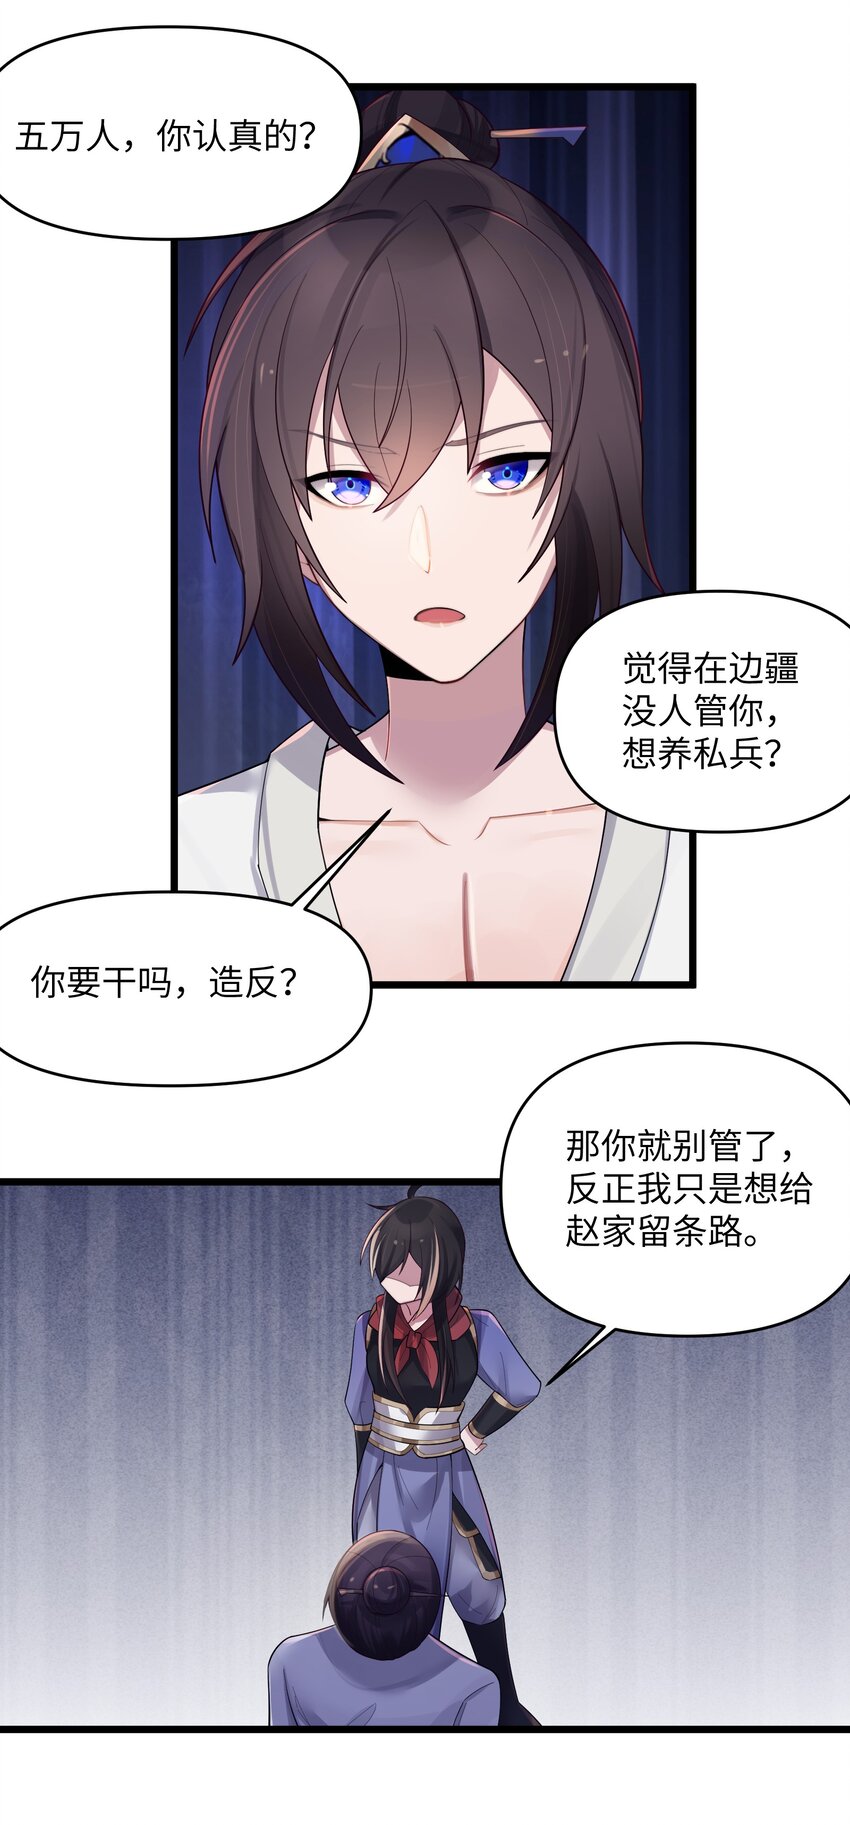 五万人，你认真的？
觉得在边疆
没人管你，
想养私兵？
你要干吗，造反？
那你就别管了，
反正我只是想给
赵家留条路。